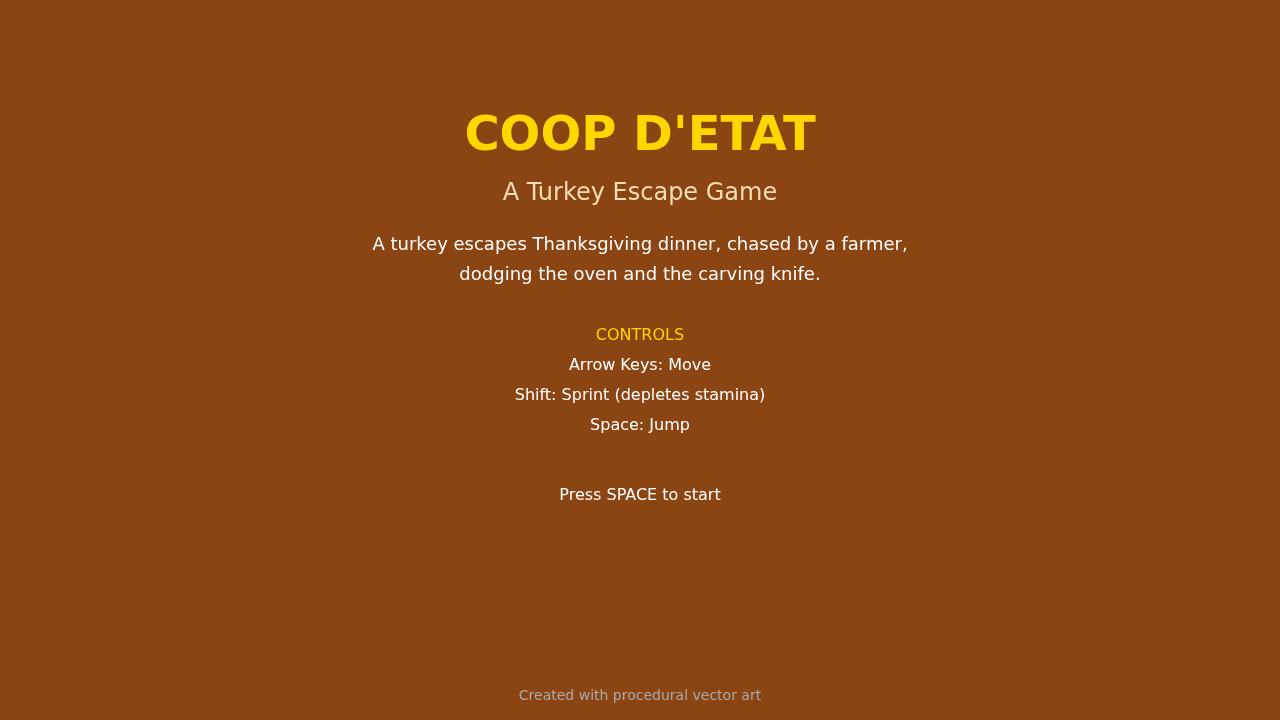 COOP D'ETAT
A Turkey Escape Game
A turkey escapes Thanksgiving dinner, chased by a farmer,
dodging the oven and the carving knife.
CONTROLS
Arrow Keys: Move
Shift: Sprint (depletes stamina)
Space: Jump
Press SPACE to start
Created with procedural vector art